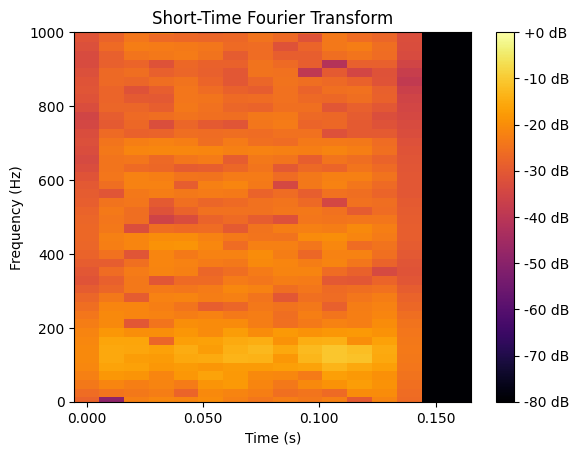 Short-Time Fourier Transform
1000
800
600
400
200
0
Frequency (Hz)
0.000
0.050
0.100
0.150
Time (s)
+0 dB
-10 dB
-20 dB
-30 dB
-40 dB
-50 dB
-60 dB
-70 dB
-80 dB